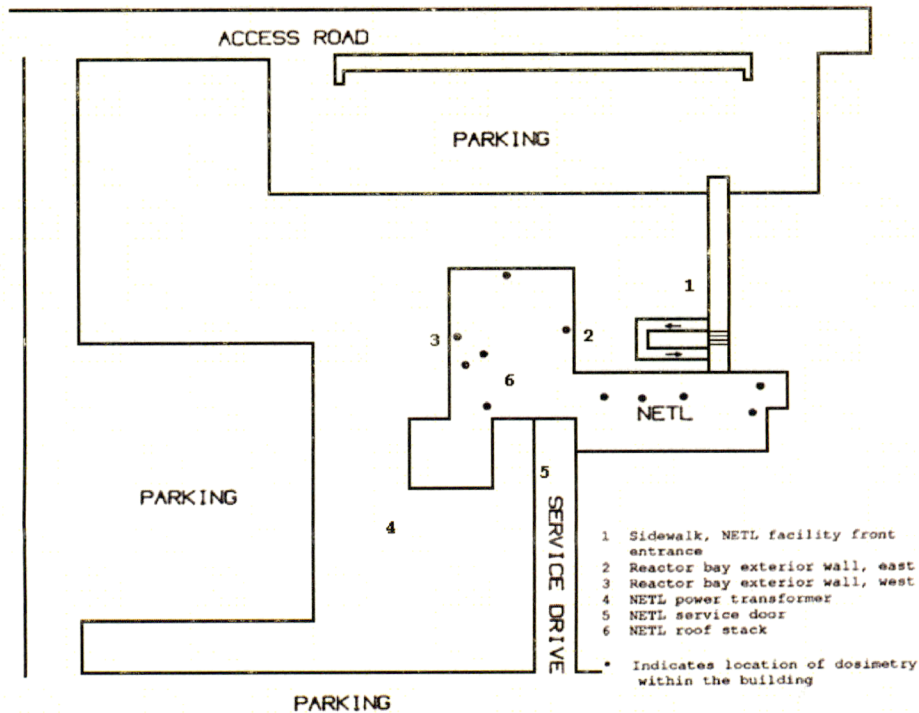 ACCESS ROAD
PARKING
1
3
2
6
NETL
5
PARKING
4
SERVICE DRIVE
1 Sidewalk, NETL facility front
entrance
2 Reactor bay exterior wall, east
3 Reactor bay exterior wall, west
4 NETL power transformer
5 NETL service door
6 NETL roof stack
• Indicates location of dosimetry
within the building
PARKING